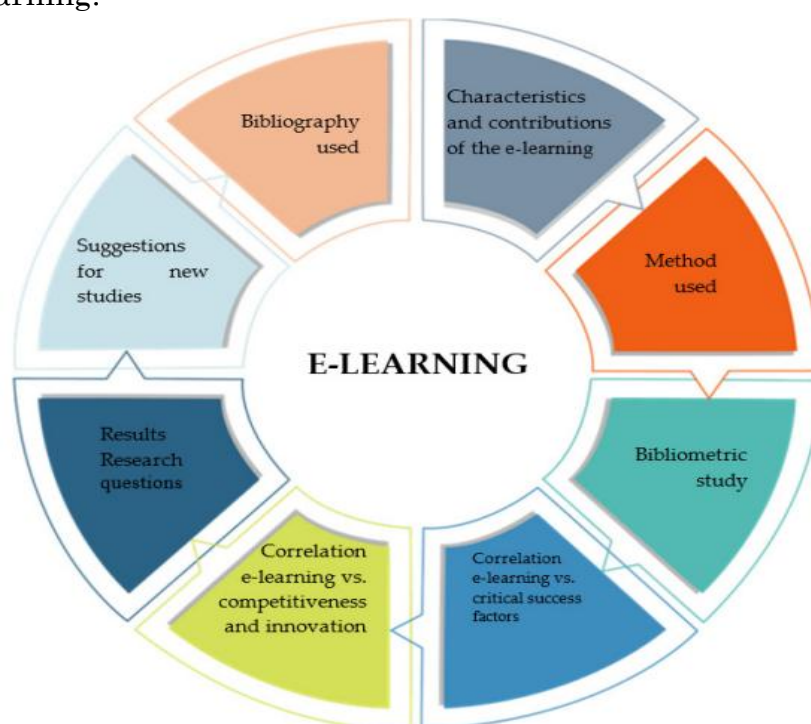 arning.
Characteristics
and contributions
of the e-learning
Method
used
Bibliometric
study
Correlation
e-learning vs.
critical success
factors
Correlation
e-learning vs.
competitiveness
and innovation
Results
Research
questions
Suggestions
for new
studies
Bibliography
used
E-LEARNING